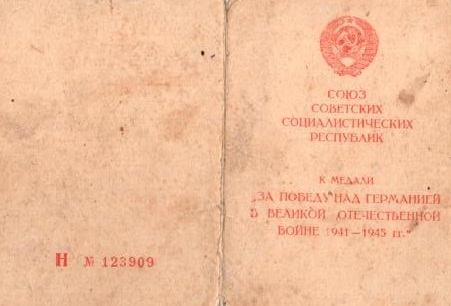 Н № 123909
СОЮЗ
СОВЕТСКИХ
СОЦИАЛИСТИЧЕСКИХ
РЕСПУБЛИК
К МЕДАЛИ
„ЗА ПОБЕДУ НАД ГЕРМАНИЕЙ
В ВЕЛИКОЙ ОТЕЧЕСТВЕННОЙ
ВОЙНЕ 1941—1945 гг.“